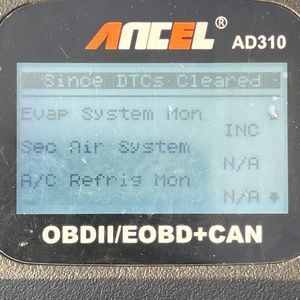 ANCEL® AD310
Since DTCs Cleared
Evap System Mon
INC
Sec Air System
N/A
A/C Refrig Mon
N/A
OBDII/EOBD+CAN